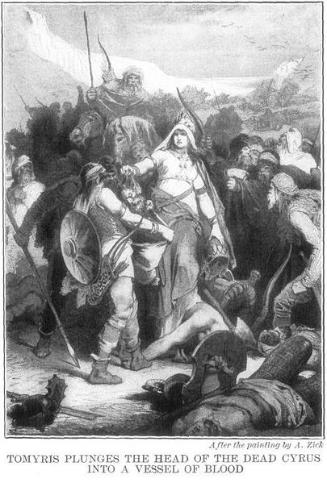 After the painting by A. Zick
TOMYRIS PLUNGES THE HEAD OF THE DEAD CYRUS
INTO A VESSEL OF BLOOD